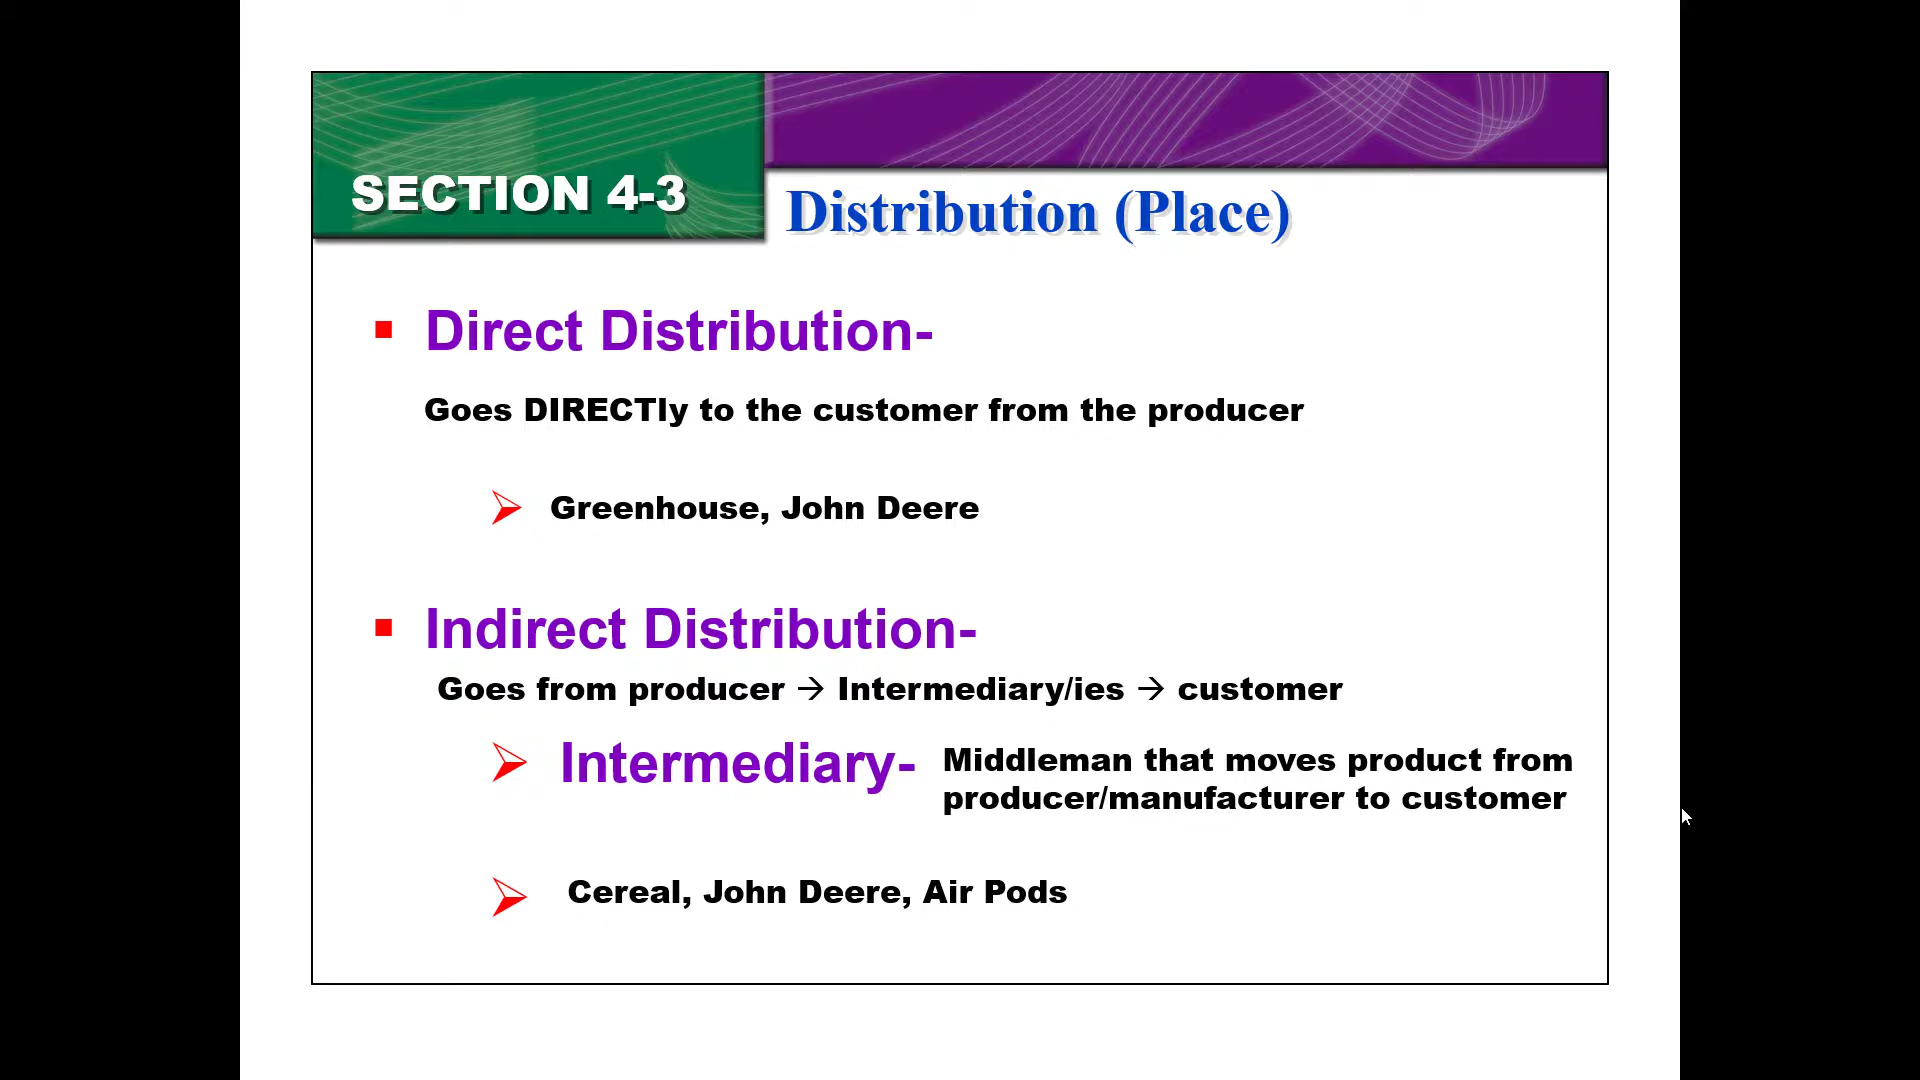 SECTION 4-3
Distribution (Place)
Direct Distribution-
Goes DIRECTly to the customer from the producer
Greenhouse, John Deere
Indirect Distribution-
Goes from producer → Intermediary/ies → customer
Intermediary- Middleman that moves product from
producer/manufacturer to customer
Cereal, John Deere, Air Pods